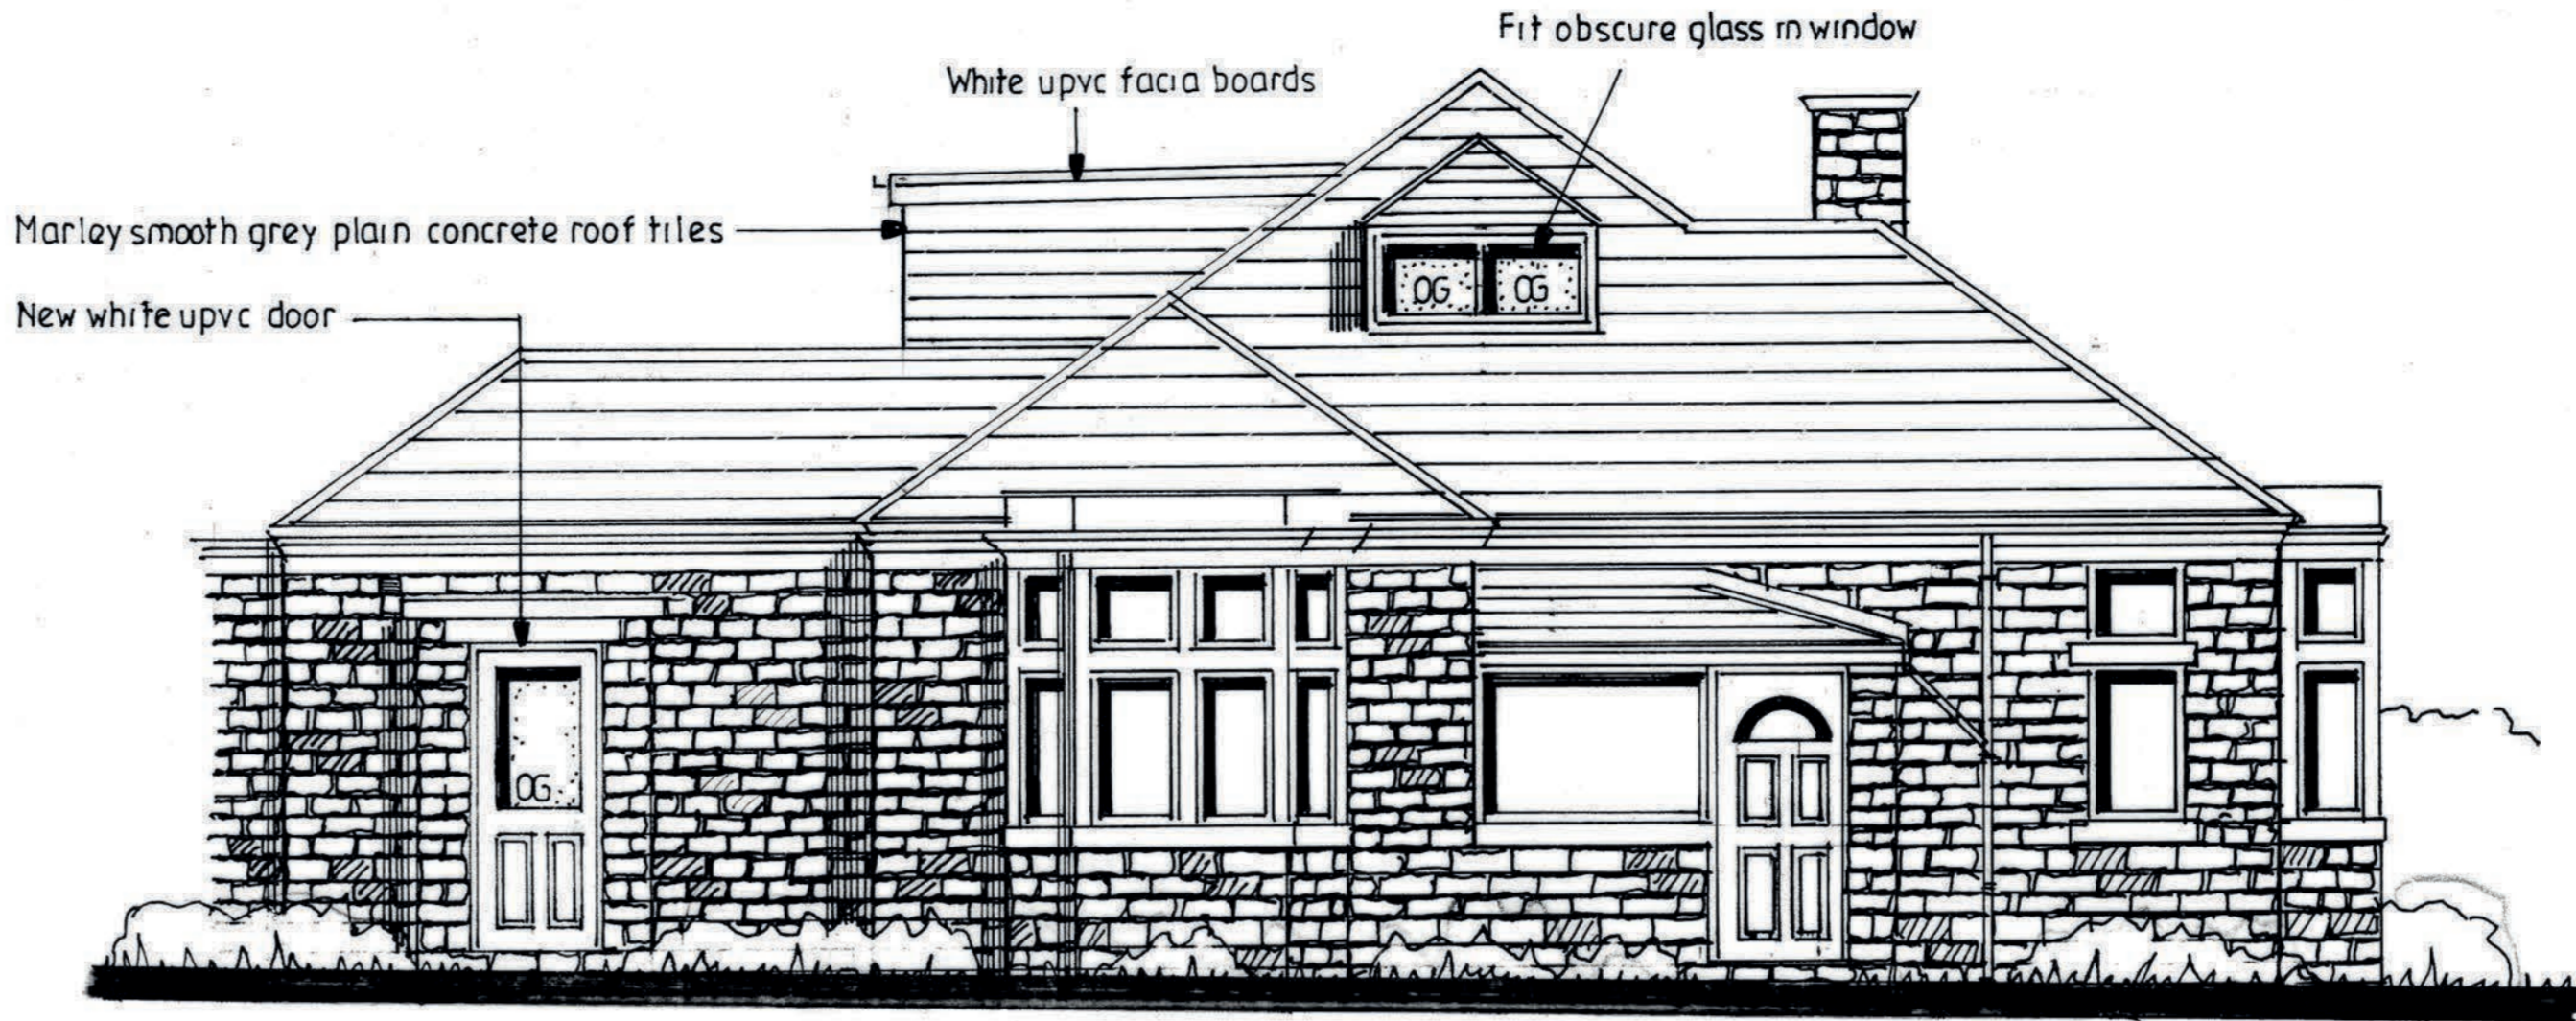 Fit obscure glass in window
White upvc facia boards
Marley smooth grey plain concrete roof tiles
New white upvc door
OG OG
OG